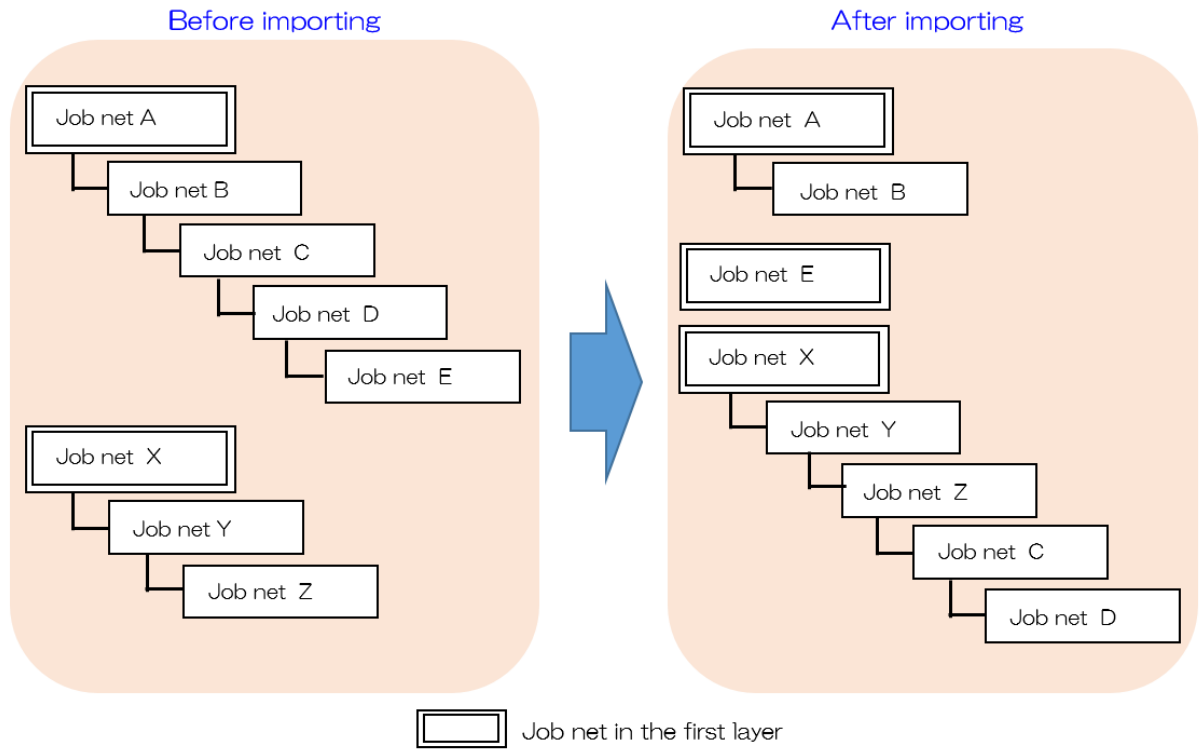 Before importing
Job net A
Job net B
Job net C
Job net D
Job net E
Job net X
Job net Y
Job net Z
After importing
Job net A
Job net B
Job net E
Job net X
Job net Y
Job net Z
Job net C
Job net D
Job net in the first layer